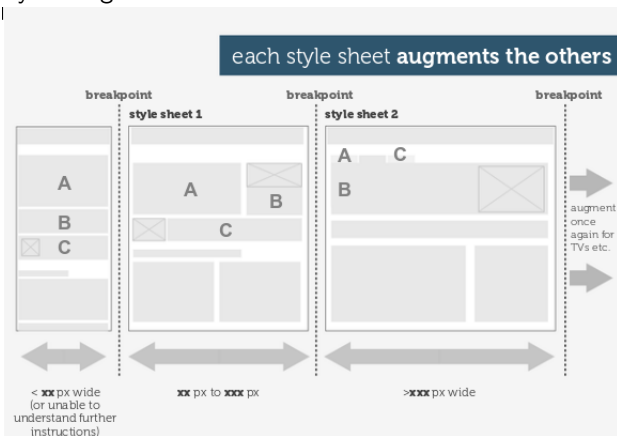 each style sheet augments the others
breakpoint
breakpoint
breakpoint
style sheet 1
style sheet 2
A
B
C
A
B
C
A
C
B
augment
once
again for
TVs etc.
< xx px wide
(or unable to
understand further
instructions)
xx px to xxx px
>xxx px wide